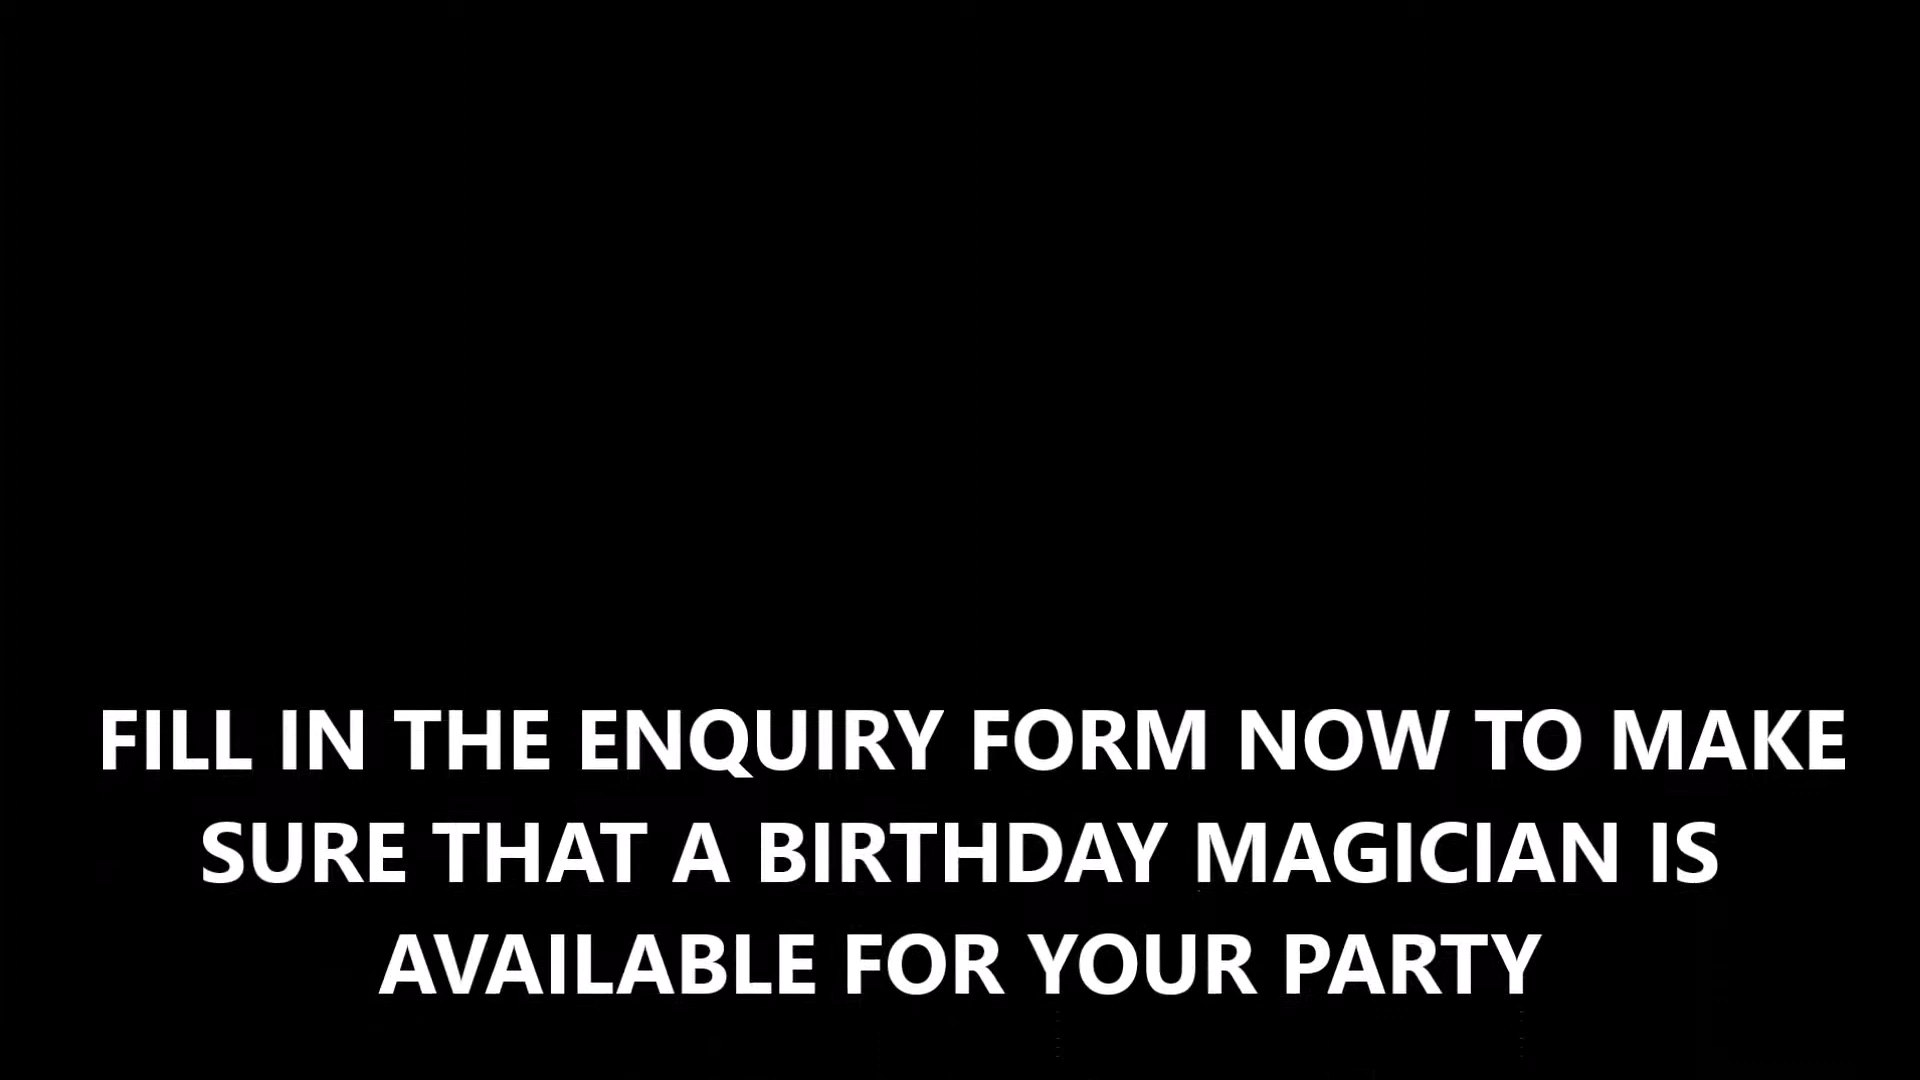 FILL IN THE ENQUIRY FORM NOW TO MAKE
SURE THAT A BIRTHDAY MAGICIAN IS
AVAILABLE FOR YOUR PARTY